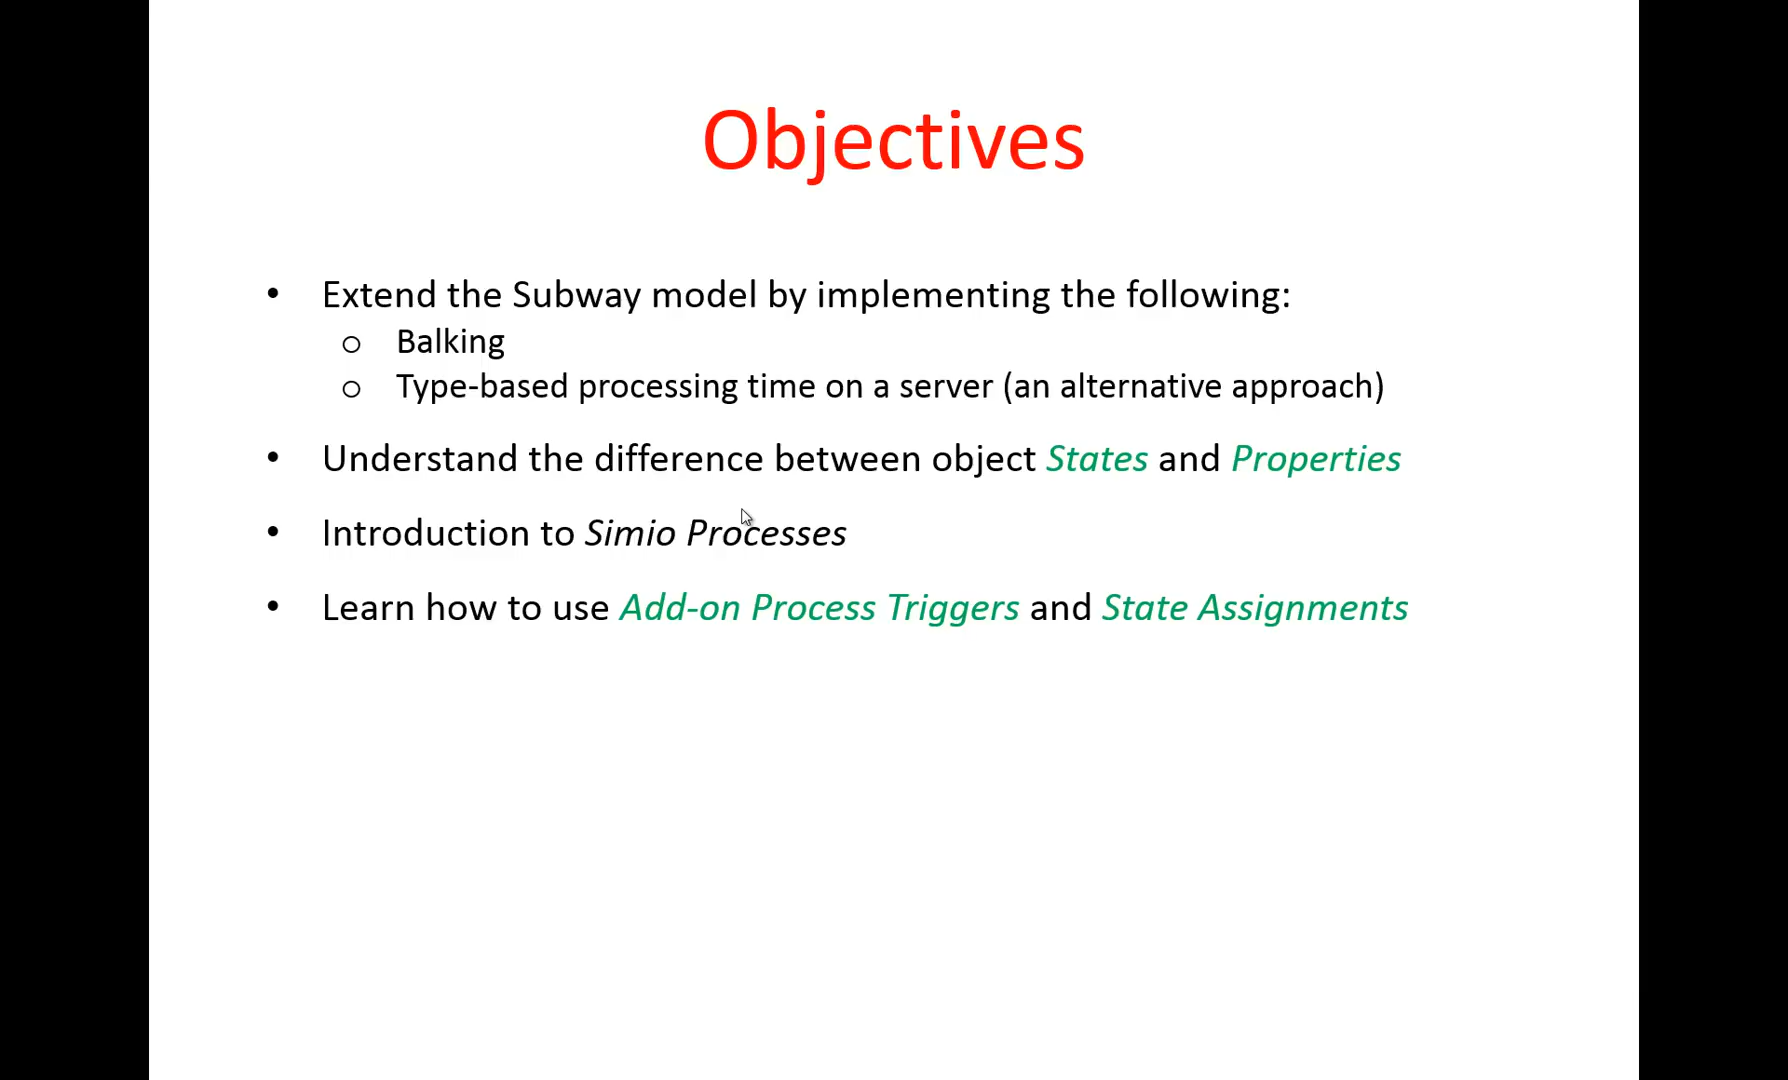 Objectives
• Extend the Subway model by implementing the following:
o Balking
o Type-based processing time on a server (an alternative approach)
• Understand the difference between object States and Properties
• Introduction to Simio Processes
• Learn how to use Add-on Process Triggers and State Assignments